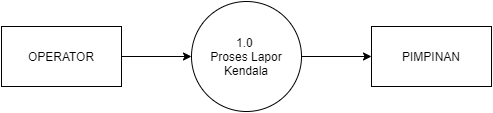 OPERATOR
1.0
Proses Lapor
Kendala
PIMPINAN